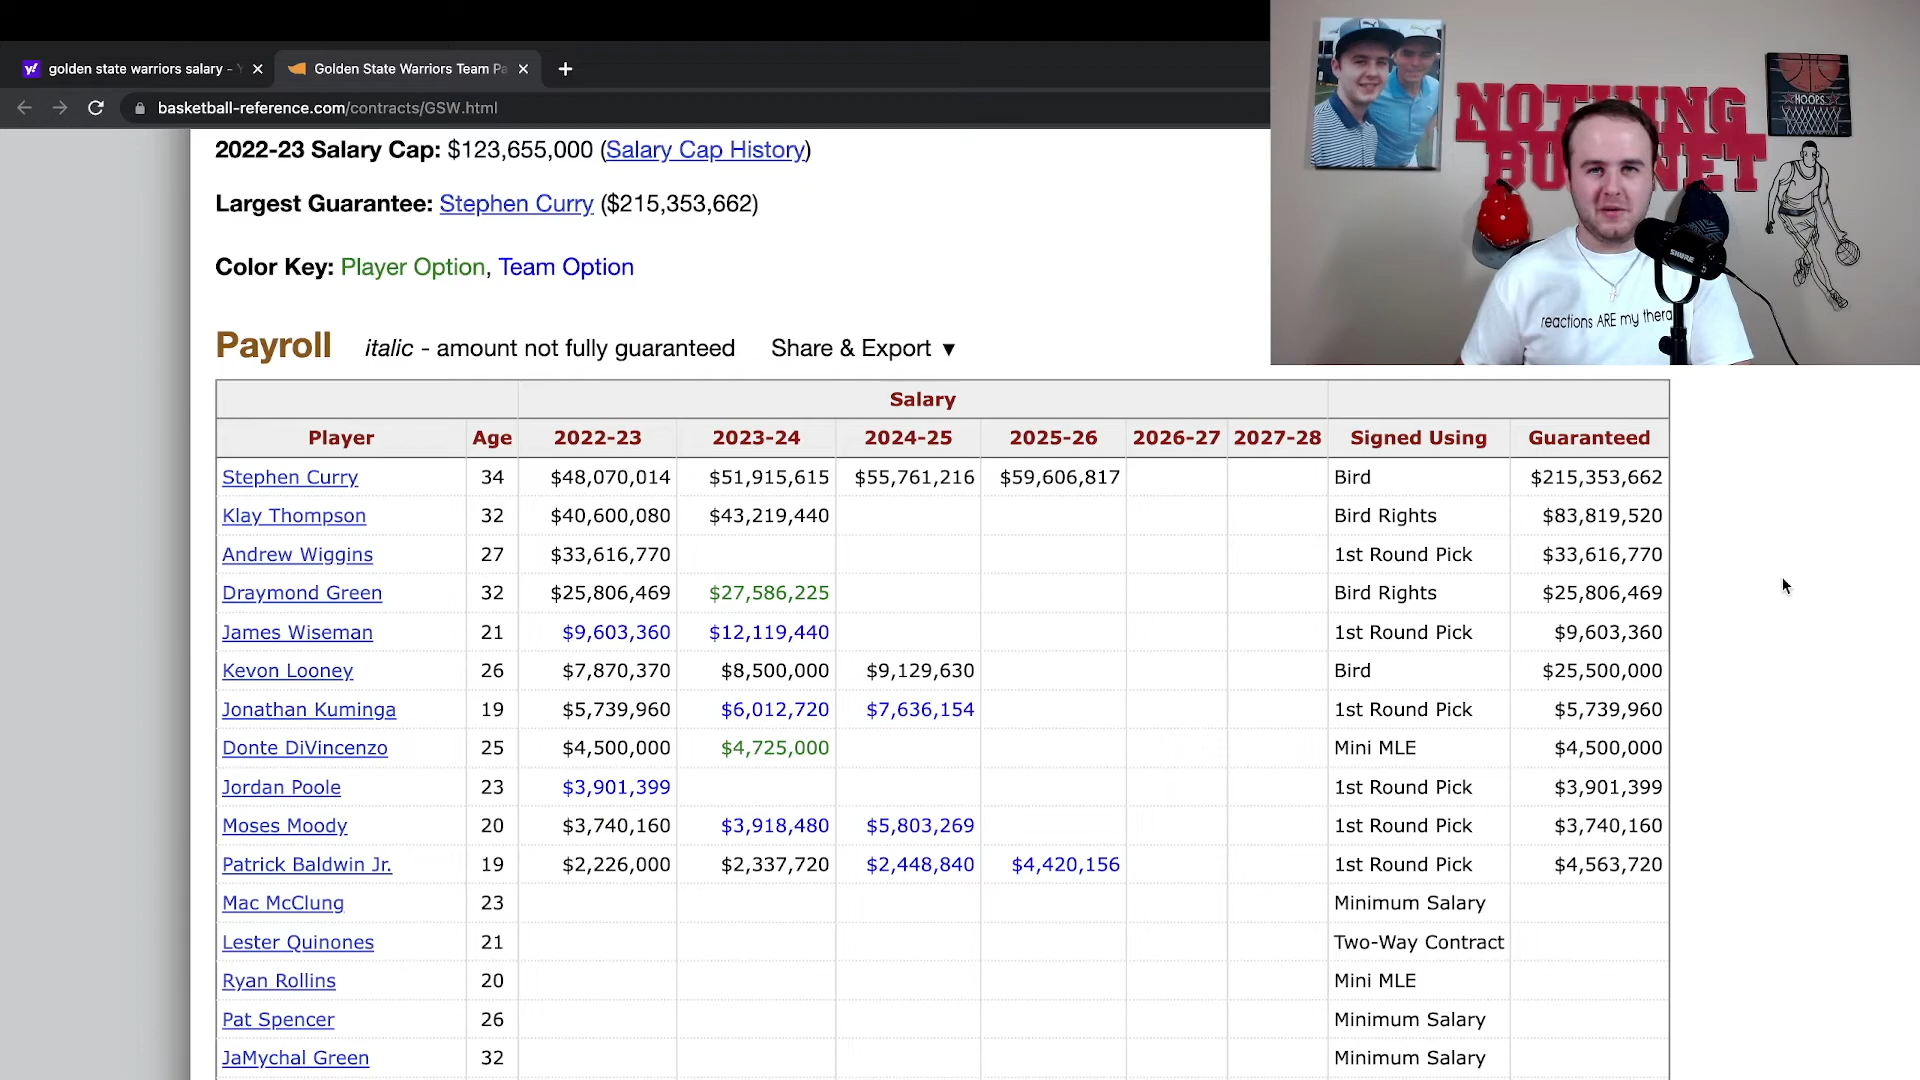 golden state warriors salary -
Golden State Warriors Team Pa
basketball-reference.com/contracts/GSW.html
NOTHING
BUT NET
HOOPS
SHURE
reactions ARE my thera
2022-23 Salary Cap: $123,655,000 (Salary Cap History)
Largest Guarantee: Stephen Curry ($215,353,662)
Color Key: Player Option, Team Option
Payroll italic - amount not fully guaranteed Share & Export ▼
Salary
Player Age 2022-23 2023-24 2024-25 2025-26 2026-27 2027-28 Signed Using Guaranteed
Stephen Curry 34 $48,070,014 $51,915,615 $55,761,216 $59,606,817 Bird $215,353,662
Klay Thompson 32 $40,600,080 $43,219,440 Bird Rights $83,819,520
Andrew Wiggins 27 $33,616,770 1st Round Pick $33,616,770
Draymond Green 32 $25,806,469 $27,586,225 Bird Rights $25,806,469
James Wiseman 21 $9,603,360 $12,119,440 1st Round Pick $9,603,360
Kevon Looney 26 $7,870,370 $8,500,000 $9,129,630 Bird $25,500,000
Jonathan Kuminga 19 $5,739,960 $6,012,720 $7,636,154 1st Round Pick $5,739,960
Donte DiVincenzo 25 $4,500,000 $4,725,000 Mini MLE $4,500,000
Jordan Poole 23 $3,901,399 1st Round Pick $3,901,399
Moses Moody 20 $3,740,160 $3,918,480 $5,803,269 1st Round Pick $3,740,160
Patrick Baldwin Jr. 19 $2,226,000 $2,337,720 $2,448,840 $4,420,156 1st Round Pick $4,563,720
Mac McClung 23 Minimum Salary
Lester Quinones 21 Two-Way Contract
Ryan Rollins 20 Mini MLE
Pat Spencer 26 Minimum Salary
JaMychal Green 32 Minimum Salary